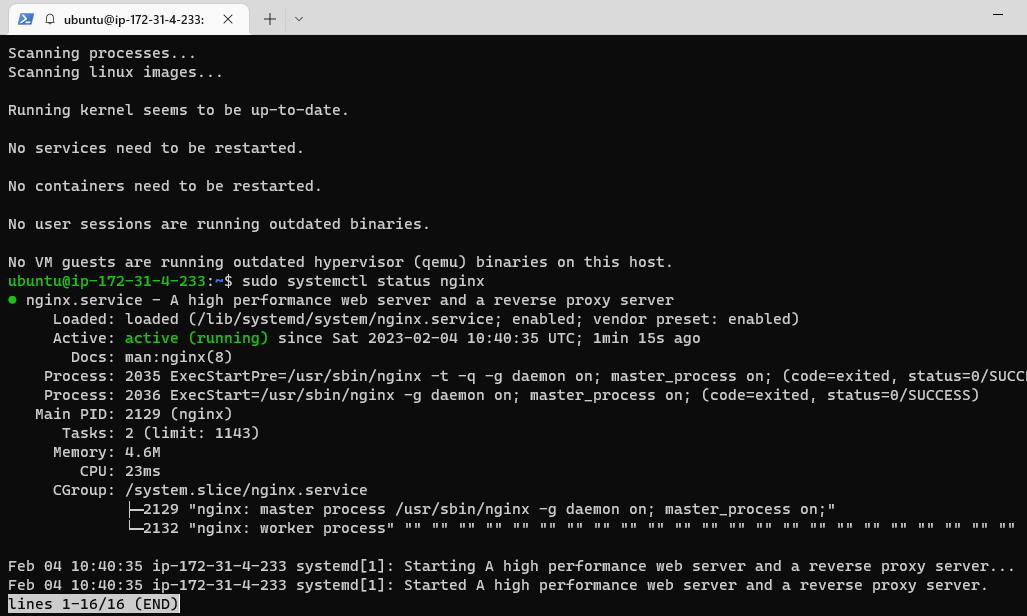 ubuntu@ip-172-31-4-233:
Scanning processes...
Scanning linux images...
Running kernel seems to be up-to-date.
No services need to be restarted.
No containers need to be restarted.
No user sessions are running outdated binaries.
No VM guests are running outdated hypervisor (qemu) binaries on this host.
ubuntu@ip-172-31-4-233:~$ sudo systemctl status nginx
● nginx.service - A high performance web server and a reverse proxy server
Loaded: loaded (/lib/systemd/system/nginx.service; enabled; vendor preset: enabled)
Active: active (running) since Sat 2023-02-04 10:40:35 UTC; 1min 15s ago
Docs: man:nginx(8)
Process: 2035 ExecStartPre=/usr/sbin/nginx -t -q -g daemon on; master_process on; (code=exited, status=0/SUCC
Process: 2036 ExecStart=/usr/sbin/nginx -g daemon on; master_process on; (code=exited, status=0/SUCCESS)
Main PID: 2129 (nginx)
Tasks: 2 (limit: 1143)
Memory: 4.6M
CPU: 23ms
CGroup: /system.slice/nginx.service
├─2129 "nginx: master process /usr/sbin/nginx -g daemon on; master_process on;"
└─2132 "nginx: worker process" "" "" "" "" "" "" "" "" "" "" "" "" "" "" "" "" "" "" "" "" "" "" ""
Feb 04 10:40:35 ip-172-31-4-233 systemd[1]: Starting A high performance web server and a reverse proxy server...
Feb 04 10:40:35 ip-172-31-4-233 systemd[1]: Started A high performance web server and a reverse proxy server.
lines 1-16/16 (END)